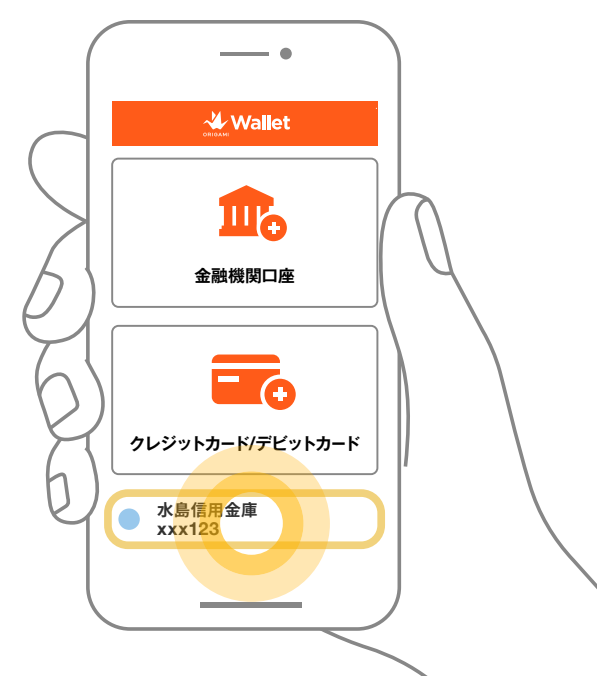 Wallet
ORIGAMI
金融機関口座
クレジットカード/デビットカード
水島信用金庫
xxx123